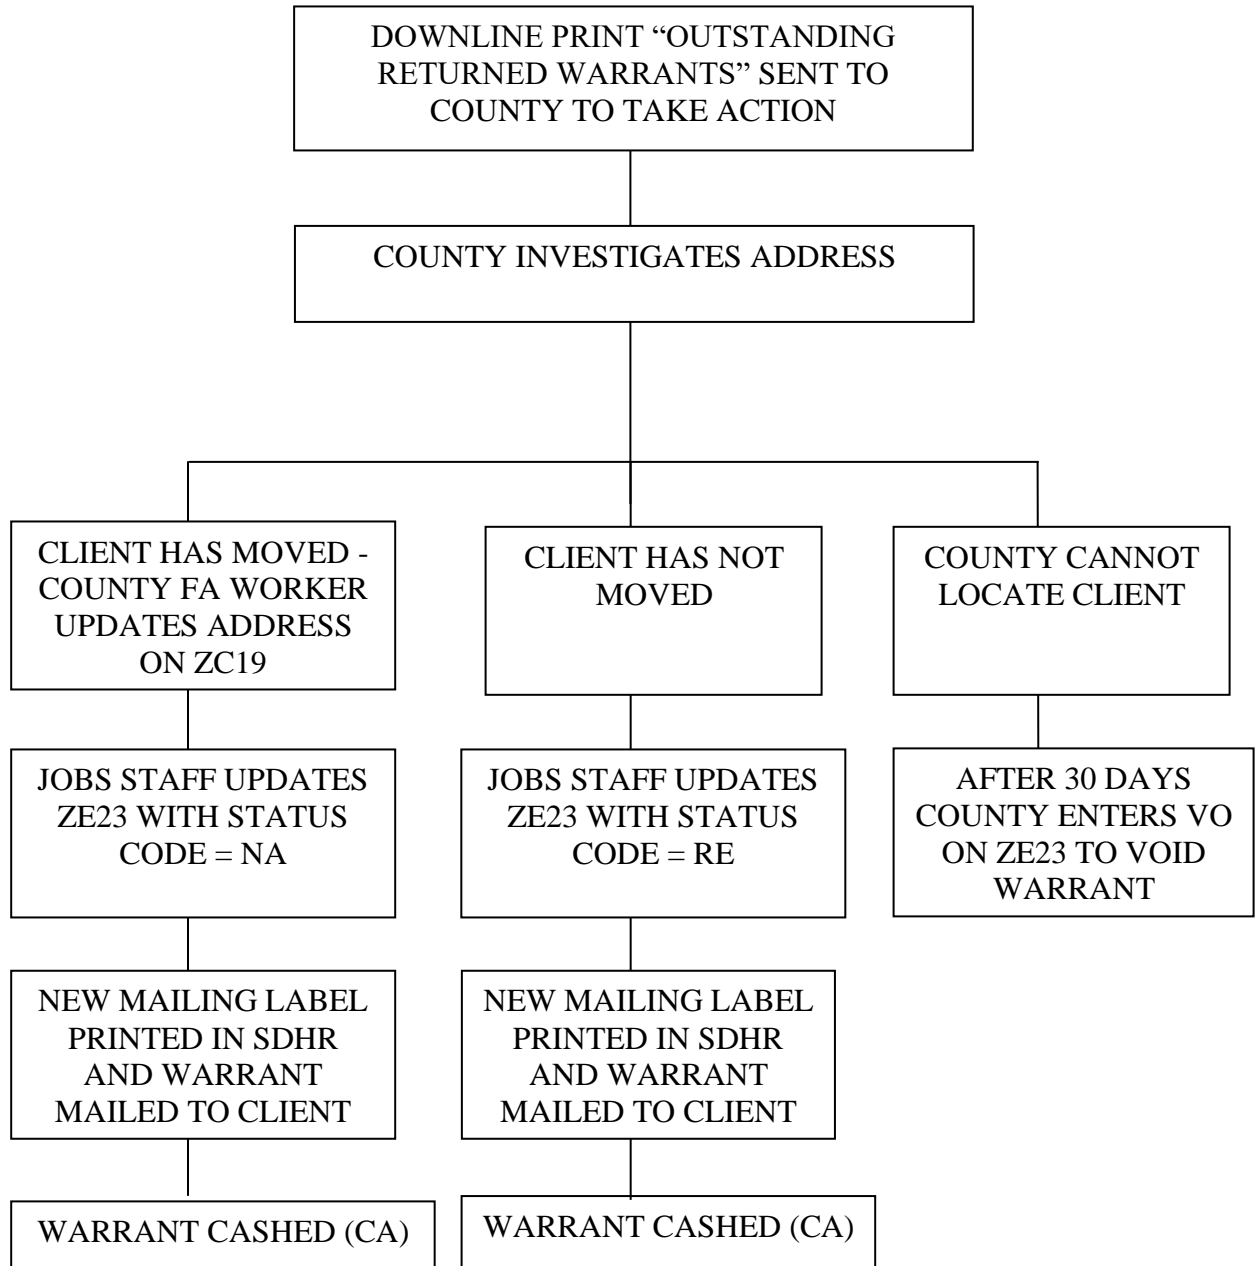 DOWNLINE PRINT “OUTSTANDING
RETURNED WARRANTS” SENT TO
COUNTY TO TAKE ACTION
COUNTY INVESTIGATES ADDRESS
CLIENT HAS MOVED -
COUNTY FA WORKER
UPDATES ADDRESS
ON ZC19
CLIENT HAS NOT
MOVED
COUNTY CANNOT
LOCATE CLIENT
JOBS STAFF UPDATES
ZE23 WITH STATUS
CODE = NA
JOBS STAFF UPDATES
ZE23 WITH STATUS
CODE = RE
AFTER 30 DAYS
COUNTY ENTERS VO
ON ZE23 TO VOID
WARRANT
NEW MAILING LABEL
PRINTED IN SDHR
AND WARRANT
MAILED TO CLIENT
NEW MAILING LABEL
PRINTED IN SDHR
AND WARRANT
MAILED TO CLIENT
WARRANT CASHED (CA)
WARRANT CASHED (CA)